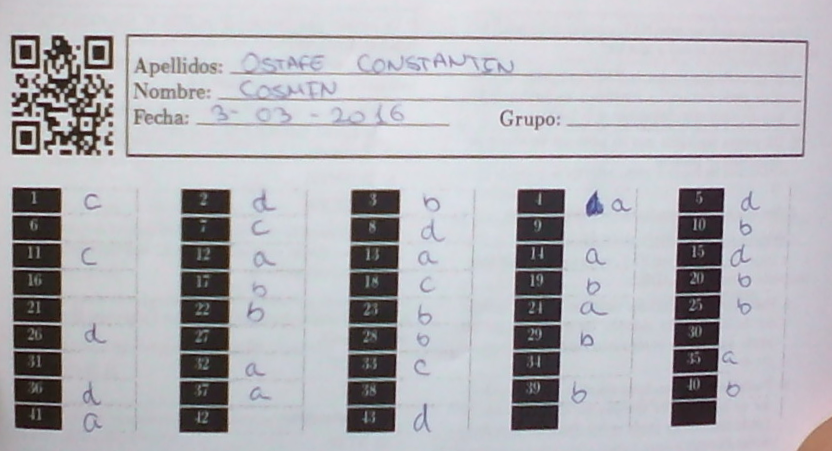 Apellidos: OSTAFE CONSTANTIN
Nombre: COSMIN
Fecha: 3-03-2016 Grupo:
1 c 2 d 3 b 4 a 5 d
6 7 c 8 d 9 10 b
11 c 12 a 13 a 14 a 15 d
16 17 b 18 c 19 b 20 b
21 22 b 23 b 24 a 25 b
26 d 27 28 b 29 b 30
31 32 a 33 c 34 35 a
36 d 37 a 38 39 b 40 b
41 a 42 43 d